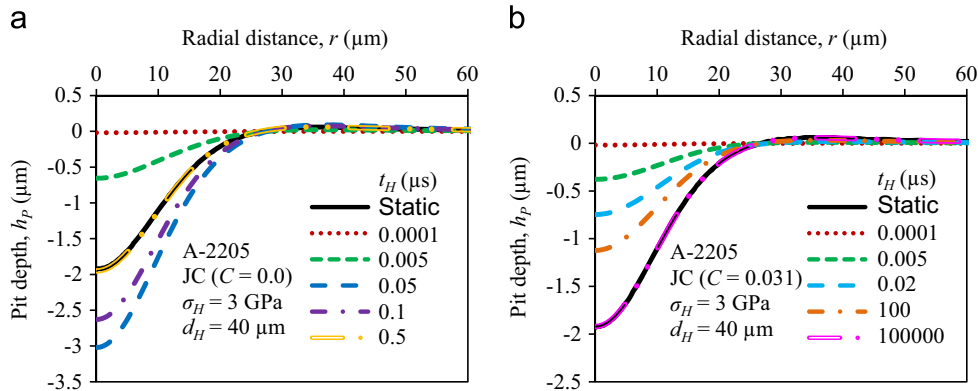 a
Radial distance, r (µm)
0 10 20 30 40 50 60
0.5
0
-0.5
-1
-1.5
-2
-2.5
-3
-3.5
Pit depth, hP (µm)
tH (µs)
Static
0.0001
0.005
0.05
0.1
0.5
A-2205
JC (C = 0.0)
σH = 3 GPa
dH = 40 µm
b
Radial distance, r (µm)
0 10 20 30 40 50 60
0.5
0
-0.5
-1
-1.5
-2
-2.5
Pit depth, hP (µm)
tH (µs)
Static
0.0001
0.005
0.02
100
100000
A-2205
JC (C = 0.031)
σH = 3 GPa
dH = 40 µm